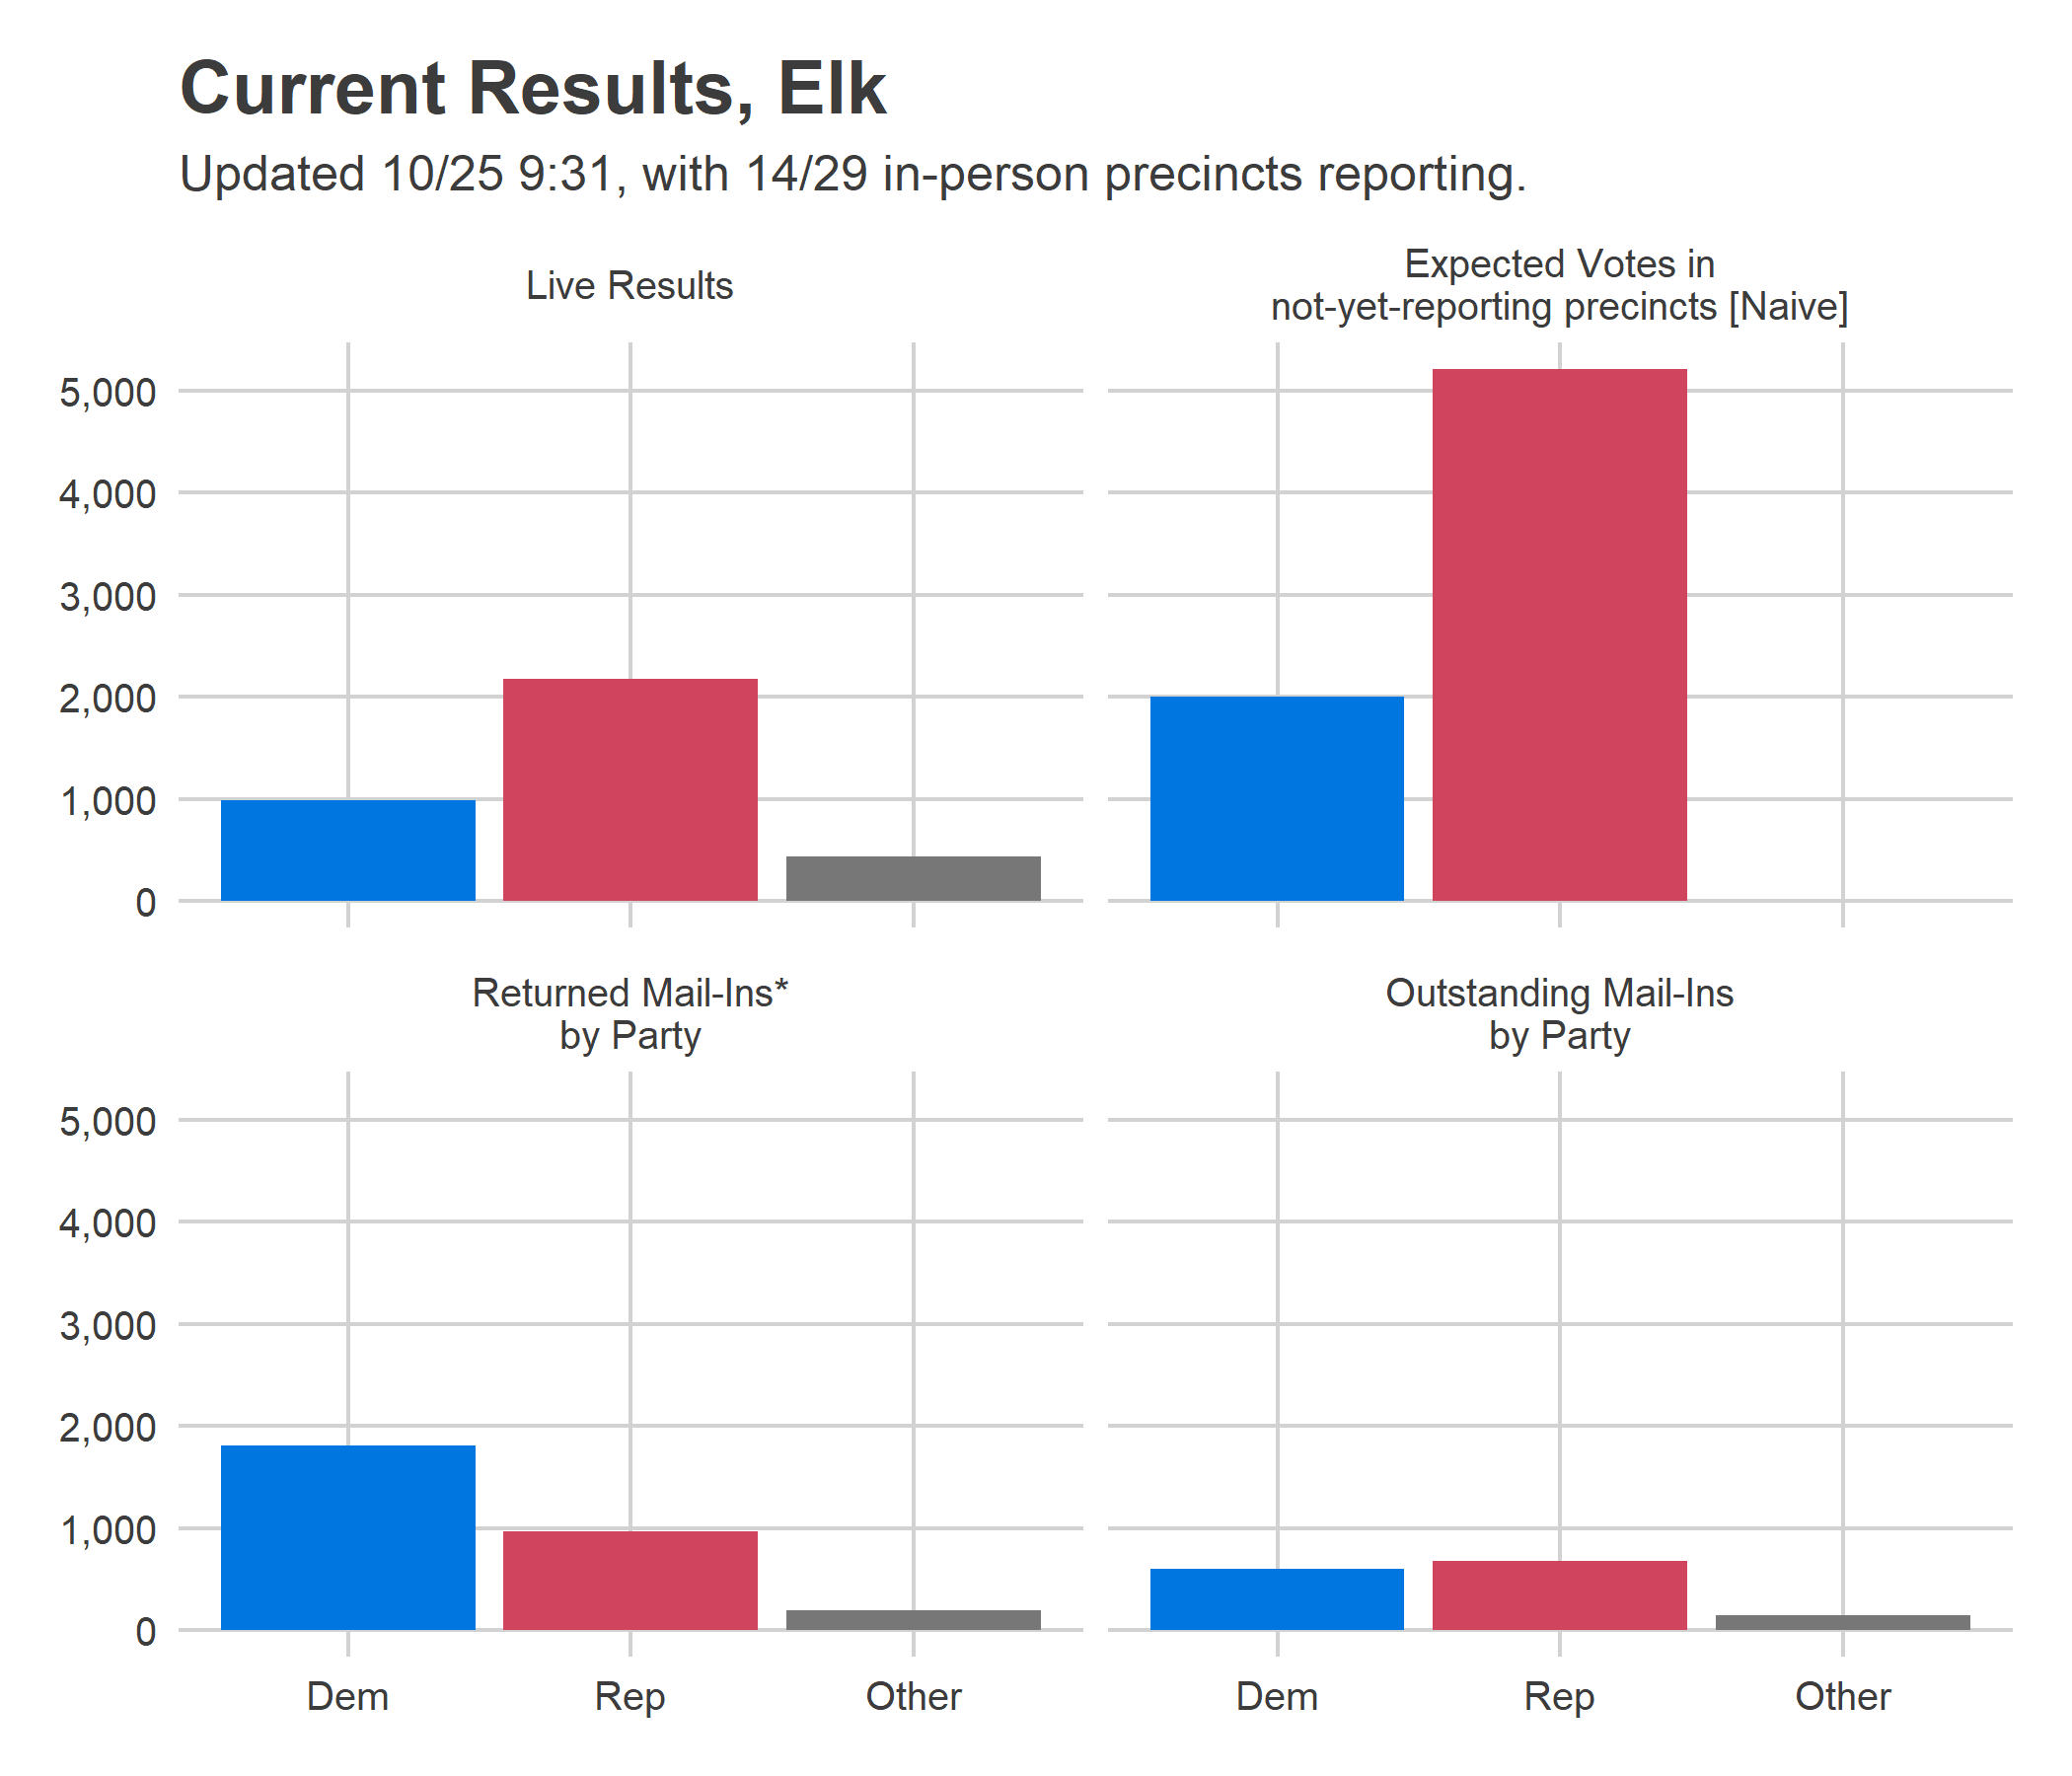 Current Results, Elk
Updated 10/25 9:31, with 14/29 in-person precincts reporting.
Live Results
Expected Votes in
not-yet-reporting precincts [Naive]
5,000
4,000
3,000
2,000
1,000
0
Returned Mail-Ins*
by Party
Outstanding Mail-Ins
by Party
5,000
4,000
3,000
2,000
1,000
0
Dem
Rep
Other
Dem
Rep
Other